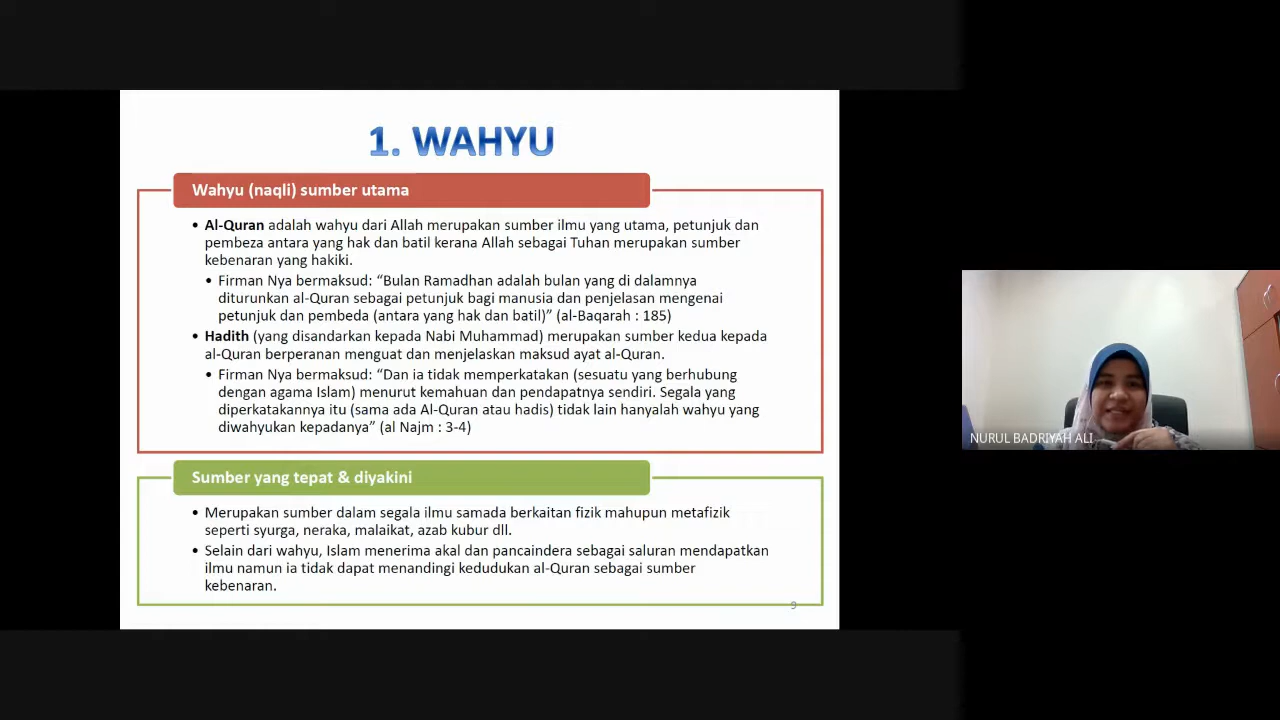 1. WAHYU
Wahyu (naqli) sumber utama
• Al-Quran adalah wahyu dari Allah merupakan sumber ilmu yang utama, petunjuk dan
pembeza antara yang hak dan batil kerana Allah sebagai Tuhan merupakan sumber
kebenaran yang hakiki.
• Firman Nya bermaksud: “Bulan Ramadhan adalah bulan yang di dalamnya
diturunkan al-Quran sebagai petunjuk bagi manusia dan penjelasan mengenai
petunjuk dan pembeda (antara yang hak dan batil)” (al-Baqarah : 185)
• Hadith (yang disandarkan kepada Nabi Muhammad) merupakan sumber kedua kepada
al-Quran berperanan menguat dan menjelaskan maksud ayat al-Quran.
• Firman Nya bermaksud: “Dan ia tidak memperkatakan (sesuatu yang berhubung
dengan agama Islam) menurut kemahuan dan pendapatnya sendiri. Segala yang
diperkatakannya itu (sama ada Al-Quran atau hadis) tidak lain hanyalah wahyu yang
diwahyukan kepadanya” (al Najm : 3-4)
Sumber yang tepat & diyakini
• Merupakan sumber dalam segala ilmu samada berkaitan fizik mahupun metafizik
seperti syurga, neraka, malaikat, azab kubur dll.
• Selain dari wahyu, Islam menerima akal dan pancaindera sebagai saluran mendapatkan
ilmu namun ia tidak dapat menandingi kedudukan al-Quran sebagai sumber
kebenaran.
9
NURUL BADRIYAH ALI